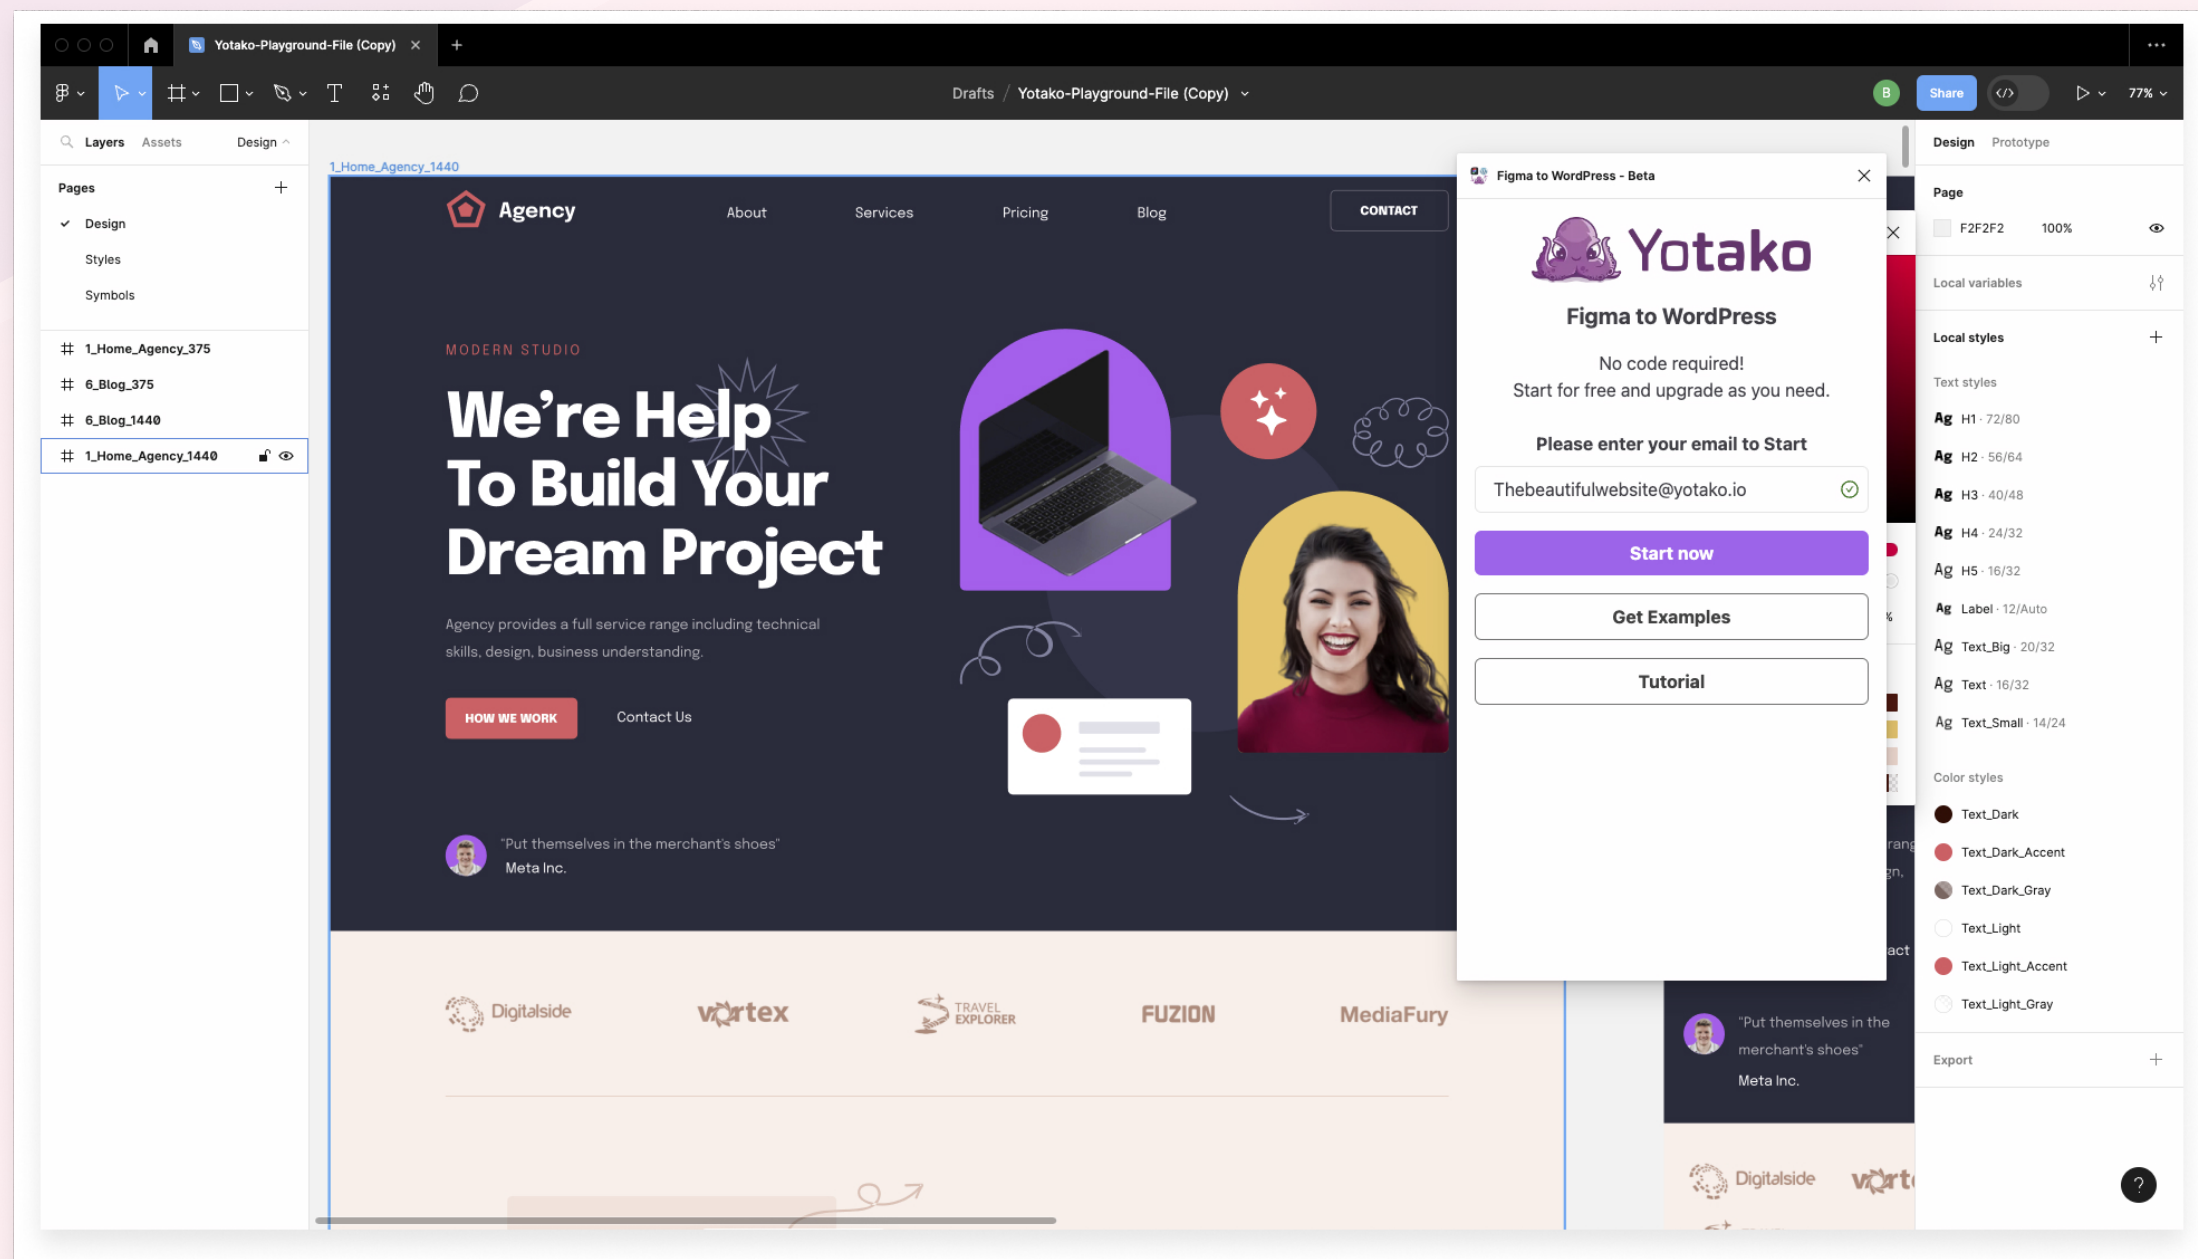 Yotako-Playground-File (Copy)
Drafts / Yotako-Playground-File (Copy)
B
Share
77%
Layers
Assets
Design
Pages
Design
Styles
Symbols
1_Home_Agency_375
6_Blog_375
6_Blog_1440
1_Home_Agency_1440
1_Home_Agency_1440
Agency
About
Services
Pricing
Blog
CONTACT
MODERN STUDIO
We’re Help
To Build Your
Dream Project
Agency provides a full service range including technical
skills, design, business understanding.
HOW WE WORK
Contact Us
"Put themselves in the merchant's shoes"
Meta Inc.
Digitalside
vortex
TRAVEL
EXPLORER
FUZION
MediaFury
Figma to WordPress - Beta
Yotako
Figma to WordPress
No code required!
Start for free and upgrade as you need.
Please enter your email to Start
Thebeautifulwebsite@yotako.io
Start now
Get Examples
Tutorial
%
"Put themselves in the
merchant's shoes"
Meta Inc.
Digitalside
Design
Prototype
Page
F2F2F2
100%
Local variables
Local styles
Text styles
Ag H1 · 72/80
Ag H2 · 56/64
Ag H3 · 40/48
Ag H4 · 24/32
Ag H5 · 16/32
Ag Label · 12/Auto
Ag Text_Big · 20/32
Ag Text · 16/32
Ag Text_Small · 14/24
Color styles
Text_Dark
Text_Dark_Accent
Text_Dark_Gray
Text_Light
Text_Light_Accent
Text_Light_Gray
Export
?